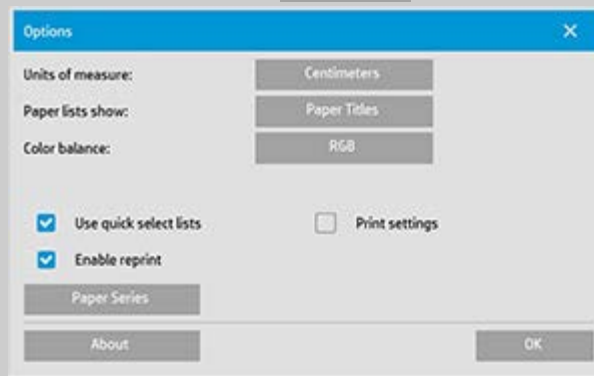 Options
Units of measure: Centimeters
Paper lists show: Paper Titles
Color balance: RGB
Use quick select lists Print settings
Enable reprint
Paper Series
About OK